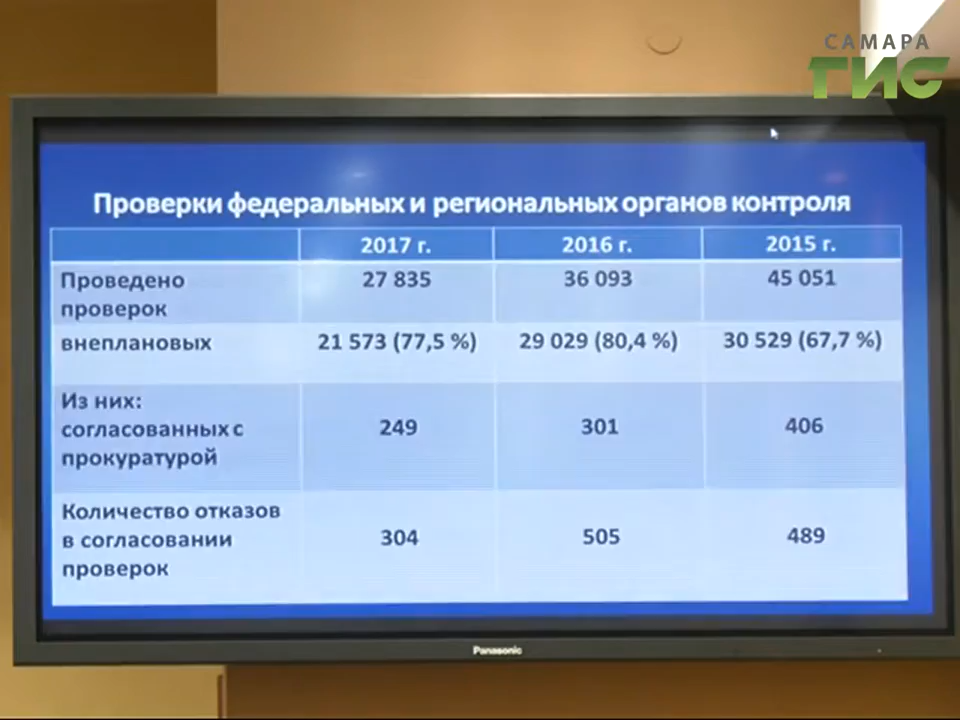 САМАРА
ГИС
Проверки федеральных и региональных органов контроля
2017 г. 2016 г. 2015 г.
Проведено
проверок
27 835 36 093 45 051
внеплановых 21 573 (77,5 %) 29 029 (80,4 %) 30 529 (67,7 %)
Из них:
согласованных с
прокуратурой
249 301 406
Количество отказов
в согласовании
проверок
304 505 489
Panasonic